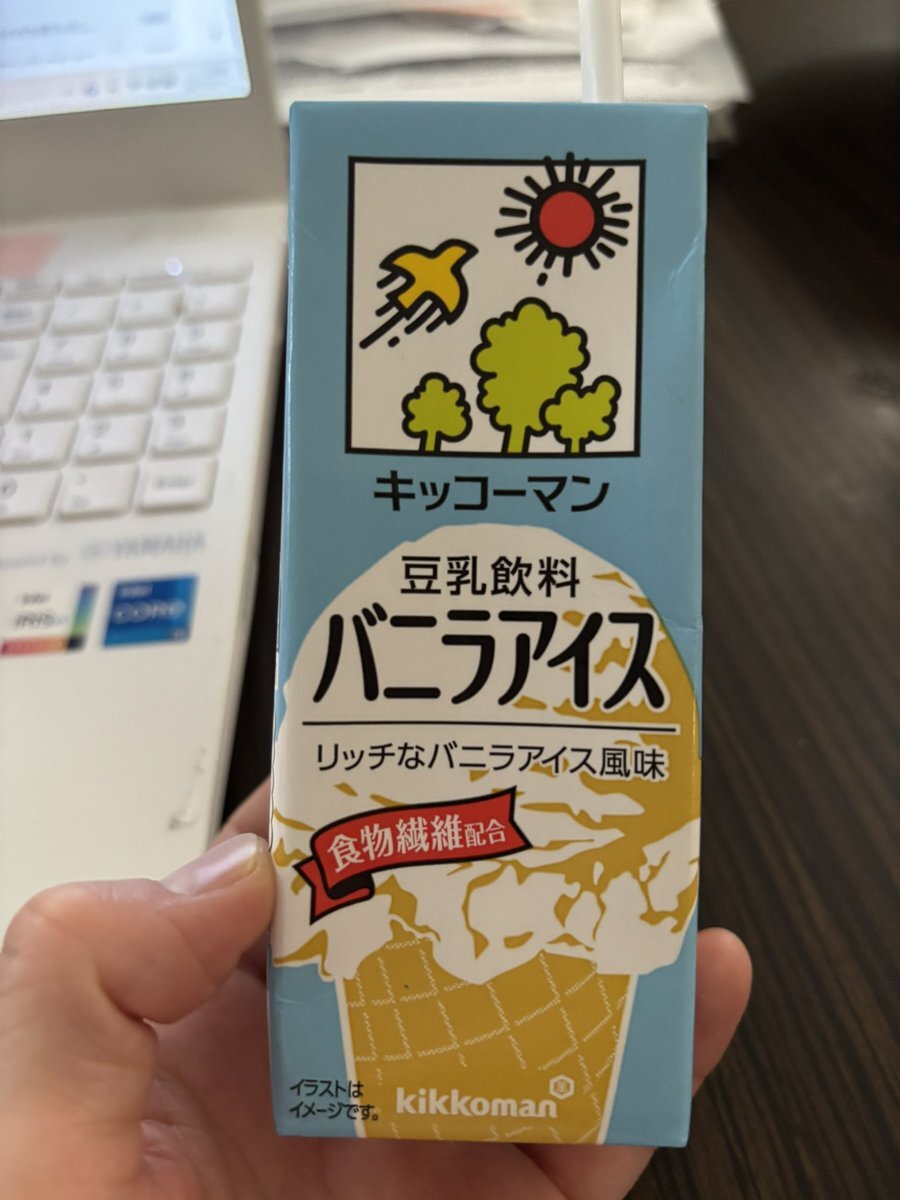 キッコーマン
豆乳飲料
バニラアイス
リッチなバニラアイス風味
食物繊維配合
イラストは
イメージです。
kikkoman
CORE